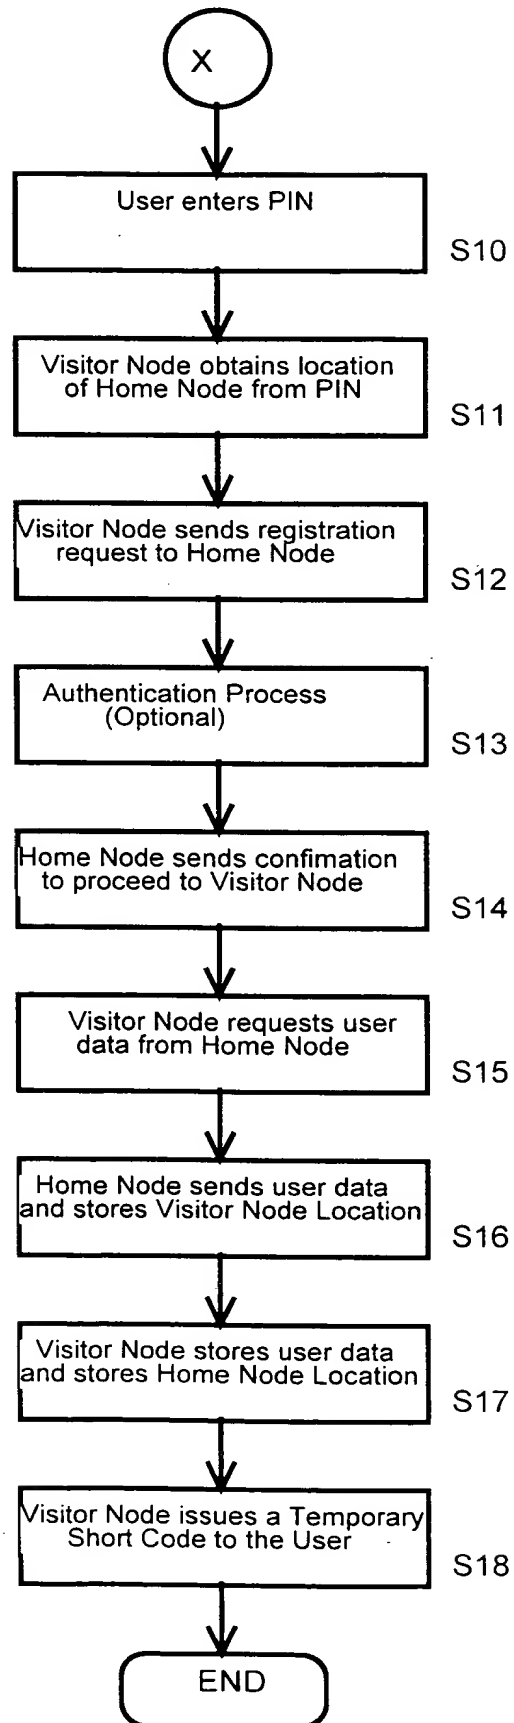 X
User enters PIN
S10
Visitor Node obtains location
of Home Node from PIN
S11
Visitor Node sends registration
request to Home Node
S12
Authentication Process
(Optional)
S13
Home Node sends confimation
to proceed to Visitor Node
S14
Visitor Node requests user
data from Home Node
S15
Home Node sends user data
and stores Visitor Node Location
S16
Visitor Node stores user data
and stores Home Node Location
S17
Visitor Node issues a Temporary
Short Code to the User
S18
END